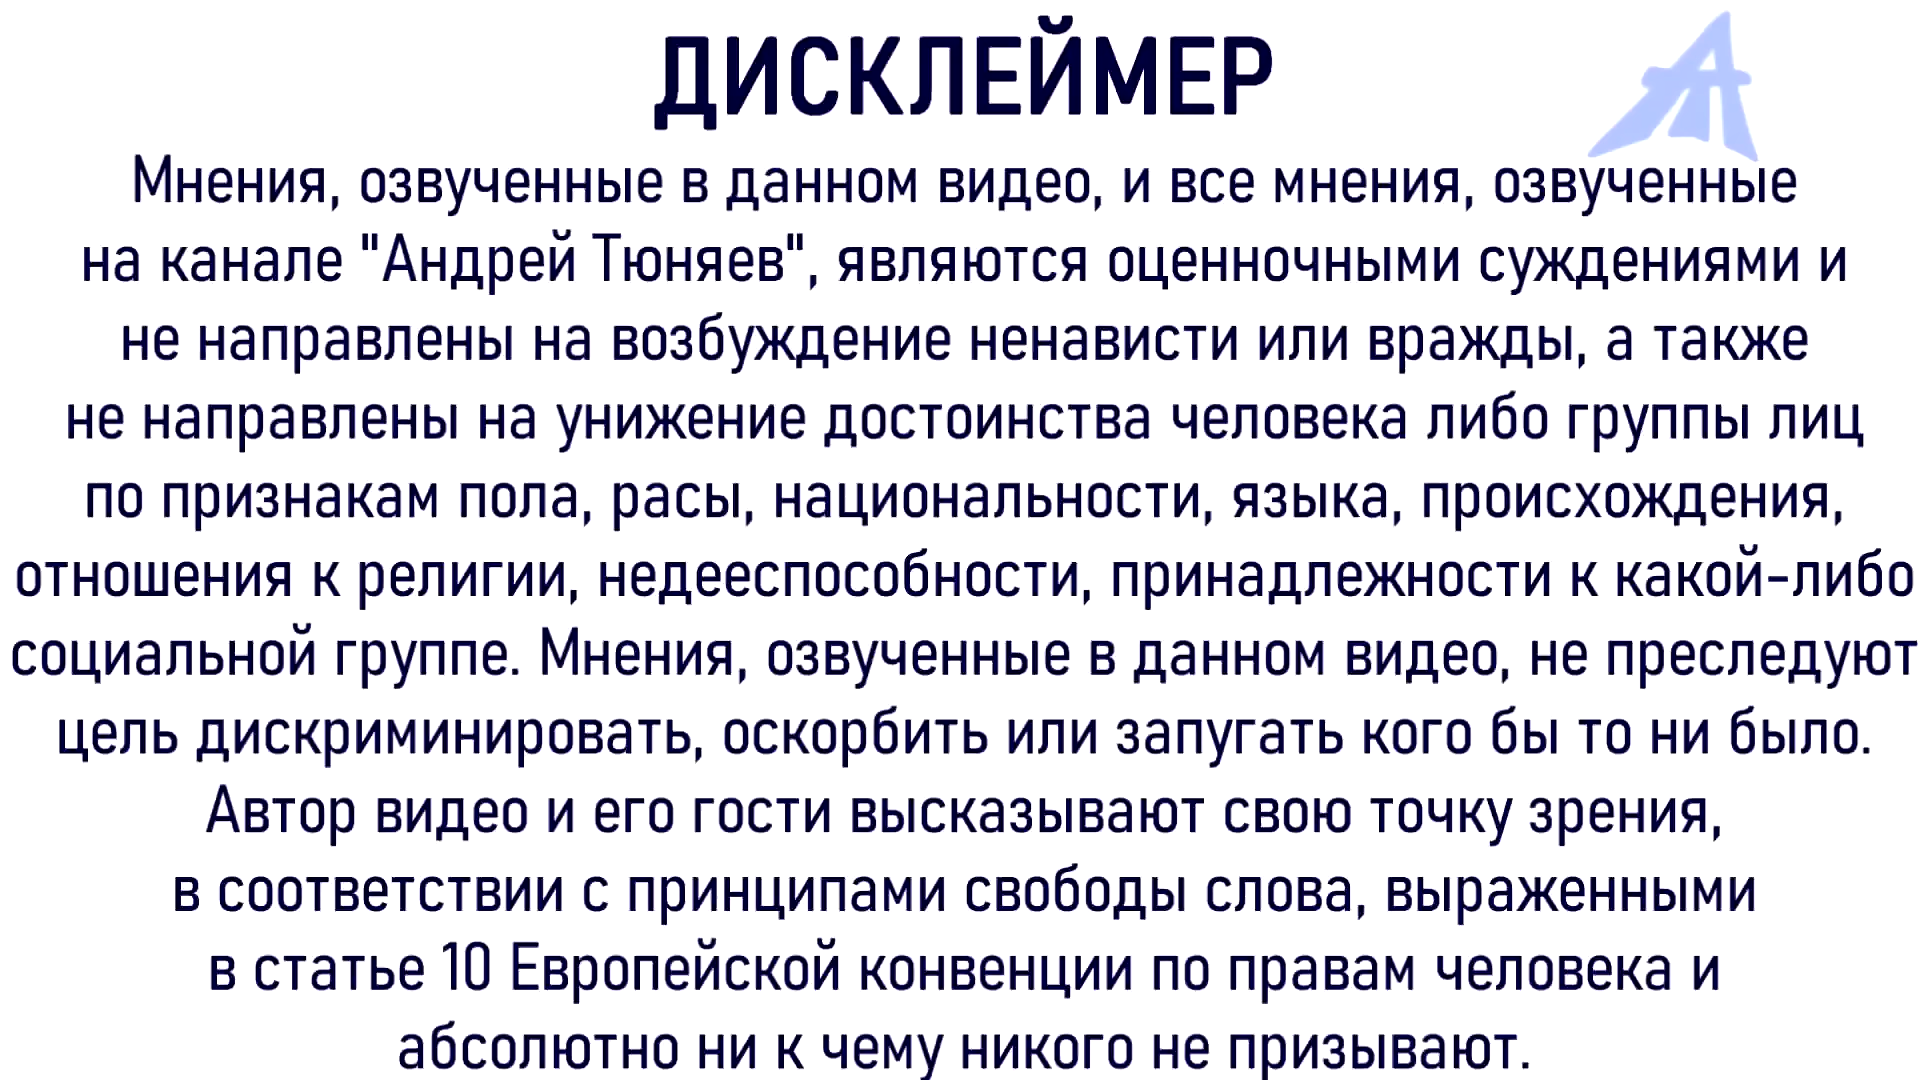 ДИСКЛЕЙМЕР
Мнения, озвученные в данном видео, и все мнения, озвученные
на канале "Андрей Тюняев", являются оценночными суждениями и
не направлены на возбуждение ненависти или вражды, а также
не направлены на унижение достоинства человека либо группы лиц
по признакам пола, расы, национальности, языка, происхождения,
отношения к религии, недееспособности, принадлежности к какой-либо
социальной группе. Мнения, озвученные в данном видео, не преследуют
цель дискриминировать, оскорбить или запугать кого бы то ни было.
Автор видео и его гости высказывают свою точку зрения,
в соответствии с принципами свободы слова, выраженными
в статье 10 Европейской конвенции по правам человека и
абсолютно ни к чему никого не призывают.